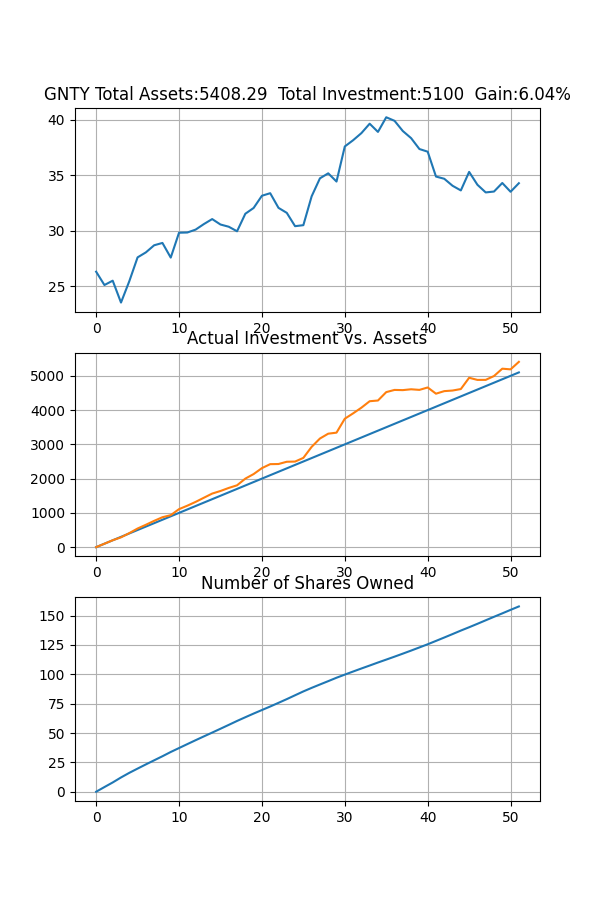 GNTY Total Assets:5408.29  Total Investment:5100  Gain:6.04%
40
35
30
25
0 10 20 30 40 50
Actual Investment vs. Assets
5000
4000
3000
2000
1000
0
0 10 20 30 40 50
Number of Shares Owned
150
125
100
75
50
25
0
0 10 20 30 40 50